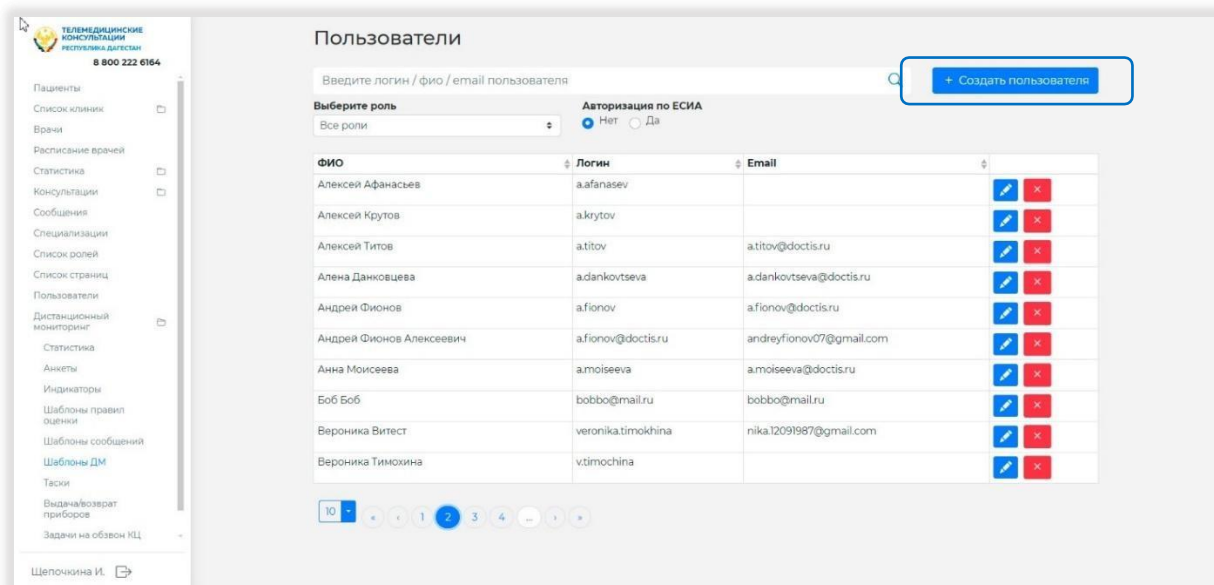 ТЕЛЕМЕДИЦИНСКИЕ
КОНСУЛЬТАЦИИ
РЕСПУБЛИКА ДАГЕСТАН
8 800 222 6164
Пациенты
Список клиник
Врачи
Расписание врачей
Статистика
Консультации
Сообщения
Специализации
Список ролей
Список страниц
Пользователи
Дистанционный
мониторинг
Статистика
Анкеты
Индикаторы
Шаблоны правил
оценки
Шаблоны сообщений
Шаблоны ДМ
Таски
Выдача/возврат
приборов
Задачи на обзвон КЦ
Щепочкина И.
Пользователи
Введите логин / фио / email пользователя
+ Создать пользователя
Выберите роль Авторизация по ЕСИА
Все роли Нет Да
ФИО Логин Email
Алексей Афанасьев a.afanasev
Алексей Крутов a.krytov
Алексей Титов a.titov a.titov@doctis.ru
Алена Данковцева a.dankovtseva a.dankovtseva@doctis.ru
Андрей Фионов a.fionov a.fionov@doctis.ru
Андрей Фионов Алексеевич a.fionov@doctis.ru andreyfionov07@gmail.com
Анна Моисеева a.moiseeva a.moiseeva@doctis.ru
Боб Боб bobbo@mail.ru bobbo@mail.ru
Вероника Витест veronika.timokhina nika.12091987@gmail.com
Вероника Тимохина v.timochina
10 « ‹ 1 2 3 4 ... › »